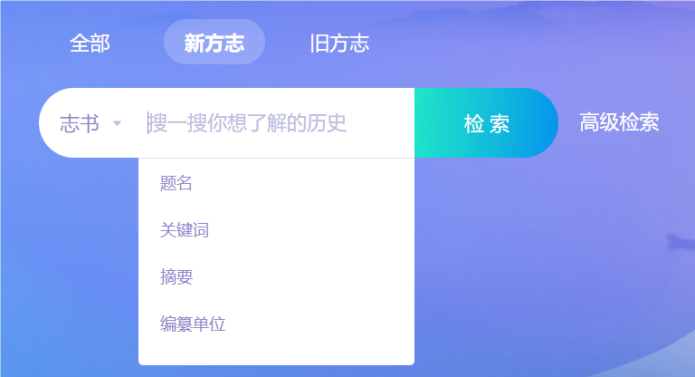 全部 新方志 旧方志
志书 搜一搜你想了解的历史 检索 高级检索
题名
关键词
摘要
编纂单位